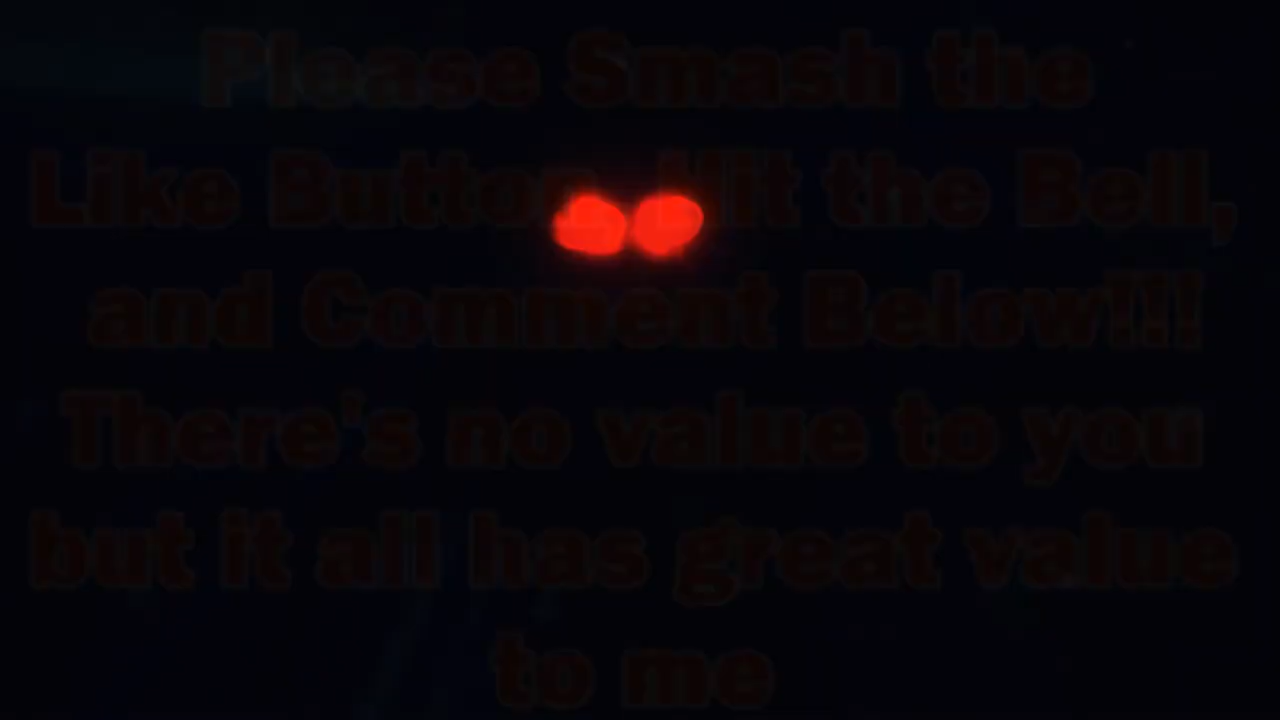 Please Smash the
Like Button, Hit the Bell,
and Comment Below!!!
There's no value to you
but it all has great value
to me